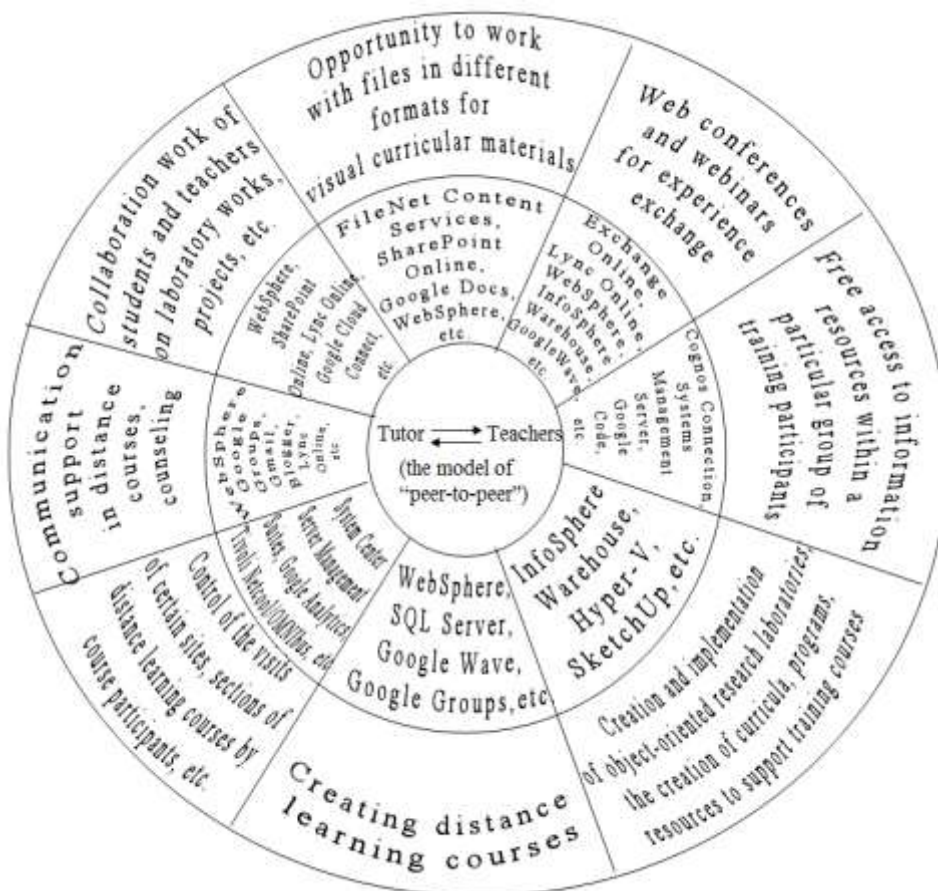 Opportunity to work
with files in different
formats for
visual curricular materials
Web conferences
and webinars
for experience
exchange
Free access to information
resources within a
particular group of
training participants
Creation and implementation
of object-oriented research laboratories,
the creation of curricula, programs,
resources to support training courses
Creating distance
learning courses
Control of the visits
of certain sites, sections of
distance learning courses by
course participants, etc.
Communication
support
in distance
courses,
counseling
Collaboration work of
students and teachers
on laboratory works,
projects, etc.
FileNet Content
Services,
SharePoint
Online,
Google Docs,
WebSphere,
etc.
Exchange
Online,
Lync Online,
WebSphere,
InfoSphere
Warehouse,
GoogleWave,
etc.
Cognos Connection,
Systems
Management
Server,
Google
Code,
etc
InfoSphere
Warehouse,
Hyper-V,
SketchUp, etc.
WebSphere,
SQL Server,
Google Wave,
Google Groups, etc
System Center
Server Management
Suites, Google Analytics,
Tivoli Netcool/OMNIbus, etc
WebSphere
Google
Groups,
Gmail,
Blogger,
Lync
Online,
etc
WebSphere,
SharePoint
Online, Lync Online,
Google Cloud
Connect,
etc.
Tutor Teachers
(the model of
“peer-to-peer”)